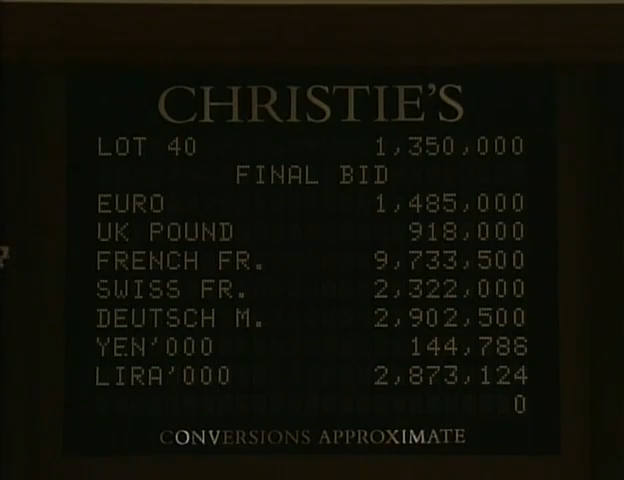 CHRISTIE'S
LOT 40 1,350,000
FINAL BID
EURO 1,485,000
UK POUND 918,000
FRENCH FR. 9,733,500
SWISS FR. 2,322,000
DEUTSCH M. 2,902,500
YEN'000 144,788
LIRA'000 2,873,124
0
CONVERSIONS APPROXIMATE